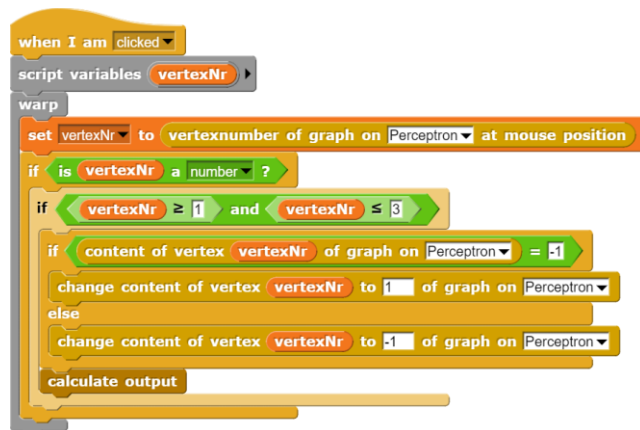 when I am clicked
script variables vertexNr
warp
set vertexNr to vertexnumber of graph on Perceptron at mouse position
if is vertexNr a number ?
if vertexNr ≥ 1 and vertexNr ≤ 3
if content of vertex vertexNr of graph on Perceptron = -1
change content of vertex vertexNr to 1 of graph on Perceptron
else
change content of vertex vertexNr to -1 of graph on Perceptron
calculate output